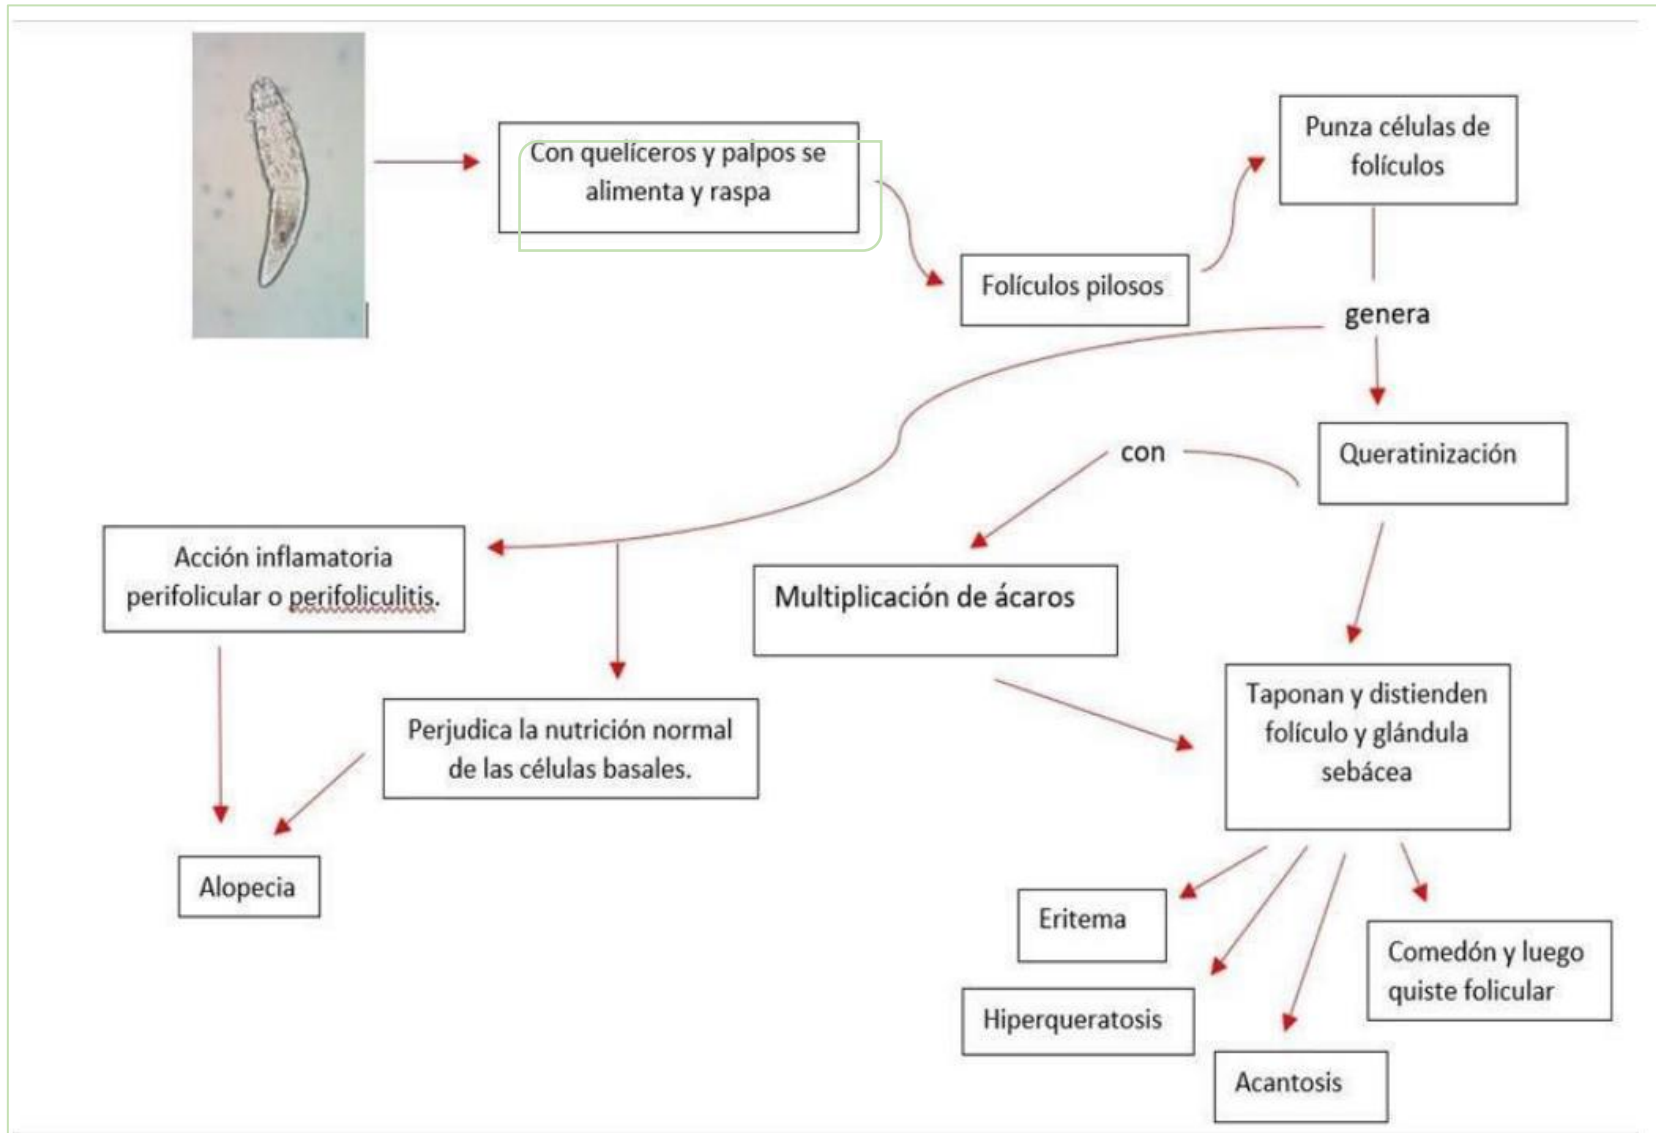 Con quelíceros y palpos se
alimenta y raspa
Punza células de
folículos
Folículos pilosos
genera
con
Queratinización
Acción inflamatoria
perifolicular o perifoliculitis.
Multiplicación de ácaros
Perjudica la nutrición normal
de las células basales.
Taponan y distienden
folículo y glándula
sebácea
Alopecia
Eritema
Comedón y luego
quiste folicular
Hiperqueratosis
Acantosis